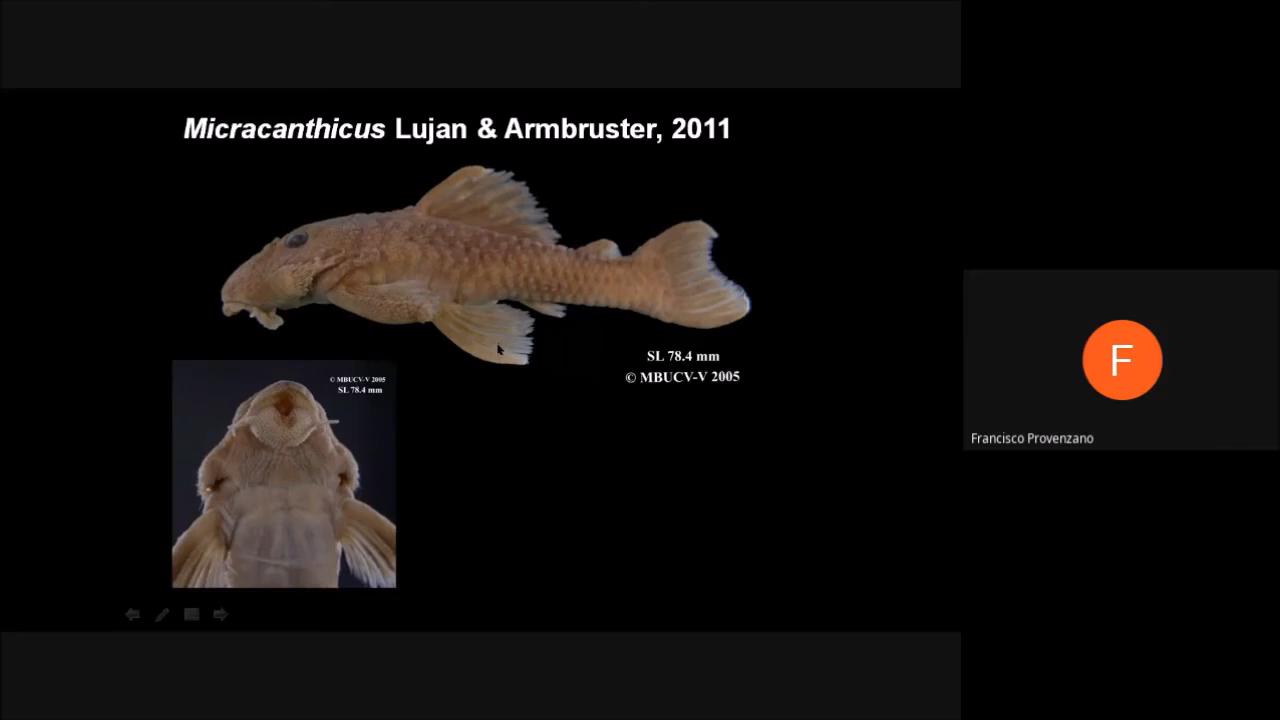 Micracanthicus Lujan & Armbruster, 2011
SL 78.4 mm
© MBUCV-V 2005
© MBUCV-V 2005
SL 78.4 mm
F
Francisco Provenzano